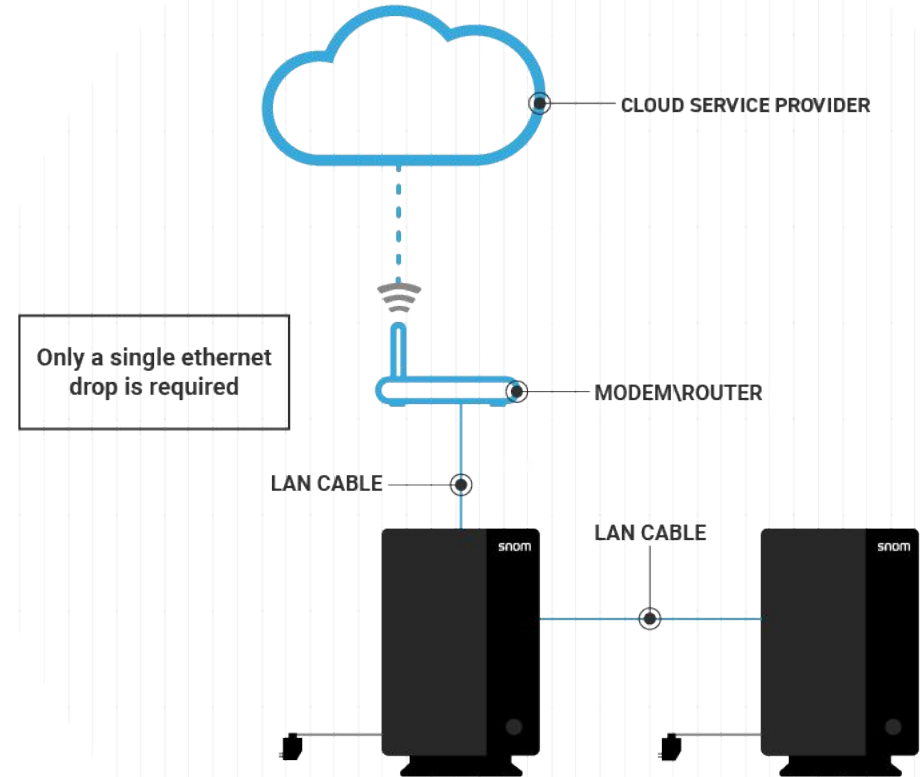 CLOUD SERVICE PROVIDER
Only a single ethernet
drop is required
MODEM\ROUTER
LAN CABLE
LAN CABLE
snom
snom